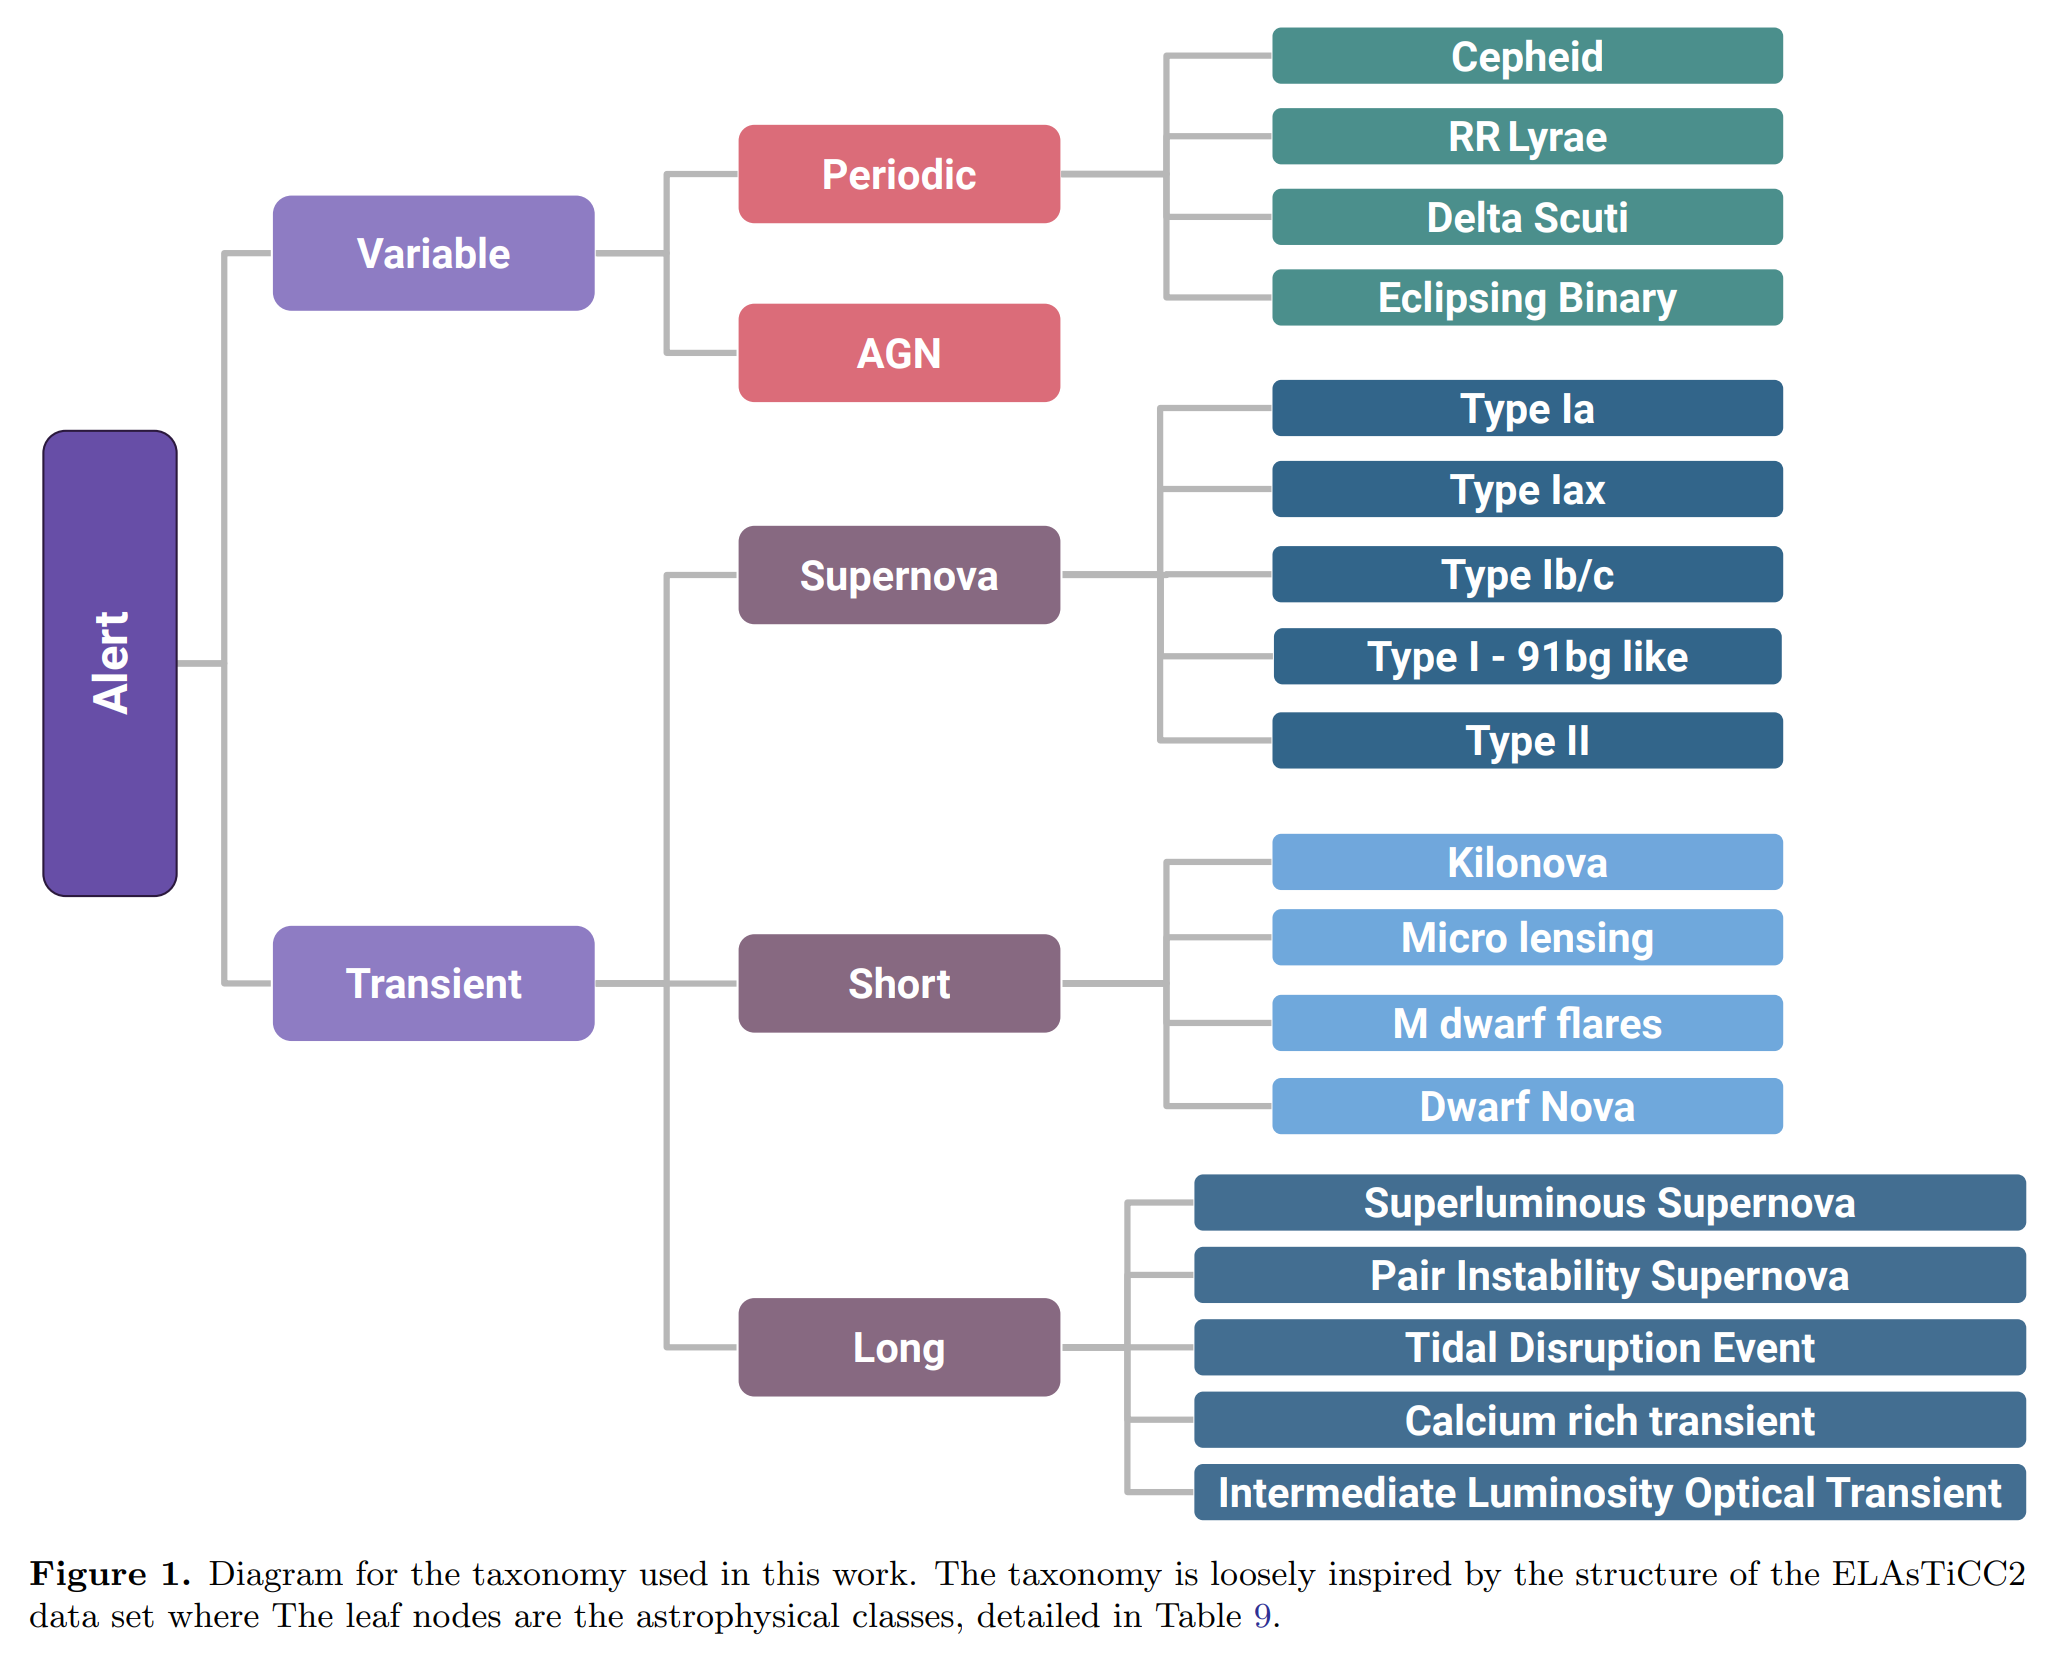 Alert
Variable
Transient
Periodic
AGN
Supernova
Short
Long
Cepheid
RR Lyrae
Delta Scuti
Eclipsing Binary
Type Ia
Type Iax
Type Ib/c
Type I - 91bg like
Type II
Kilonova
Micro lensing
M dwarf flares
Dwarf Nova
Superluminous Supernova
Pair Instability Supernova
Tidal Disruption Event
Calcium rich transient
Intermediate Luminosity Optical Transient
Figure 1. Diagram for the taxonomy used in this work. The taxonomy is loosely inspired by the structure of the ELAsTiCC2
data set where The leaf nodes are the astrophysical classes, detailed in Table 9.